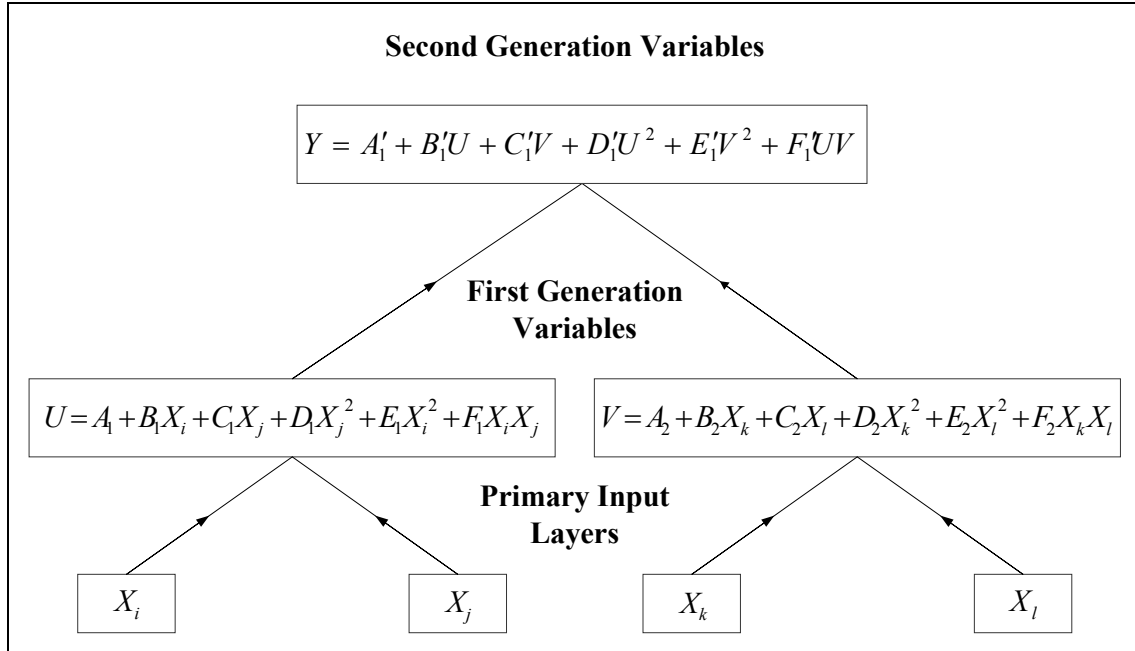 Second Generation Variables
Y = A′₁ + B′₁U + C′₁V + D′₁U² + E′₁V² + F′₁UV
First Generation
Variables
U = A₁ + B₁Xᵢ + C₁Xⱼ + D₁Xⱼ² + E₁Xᵢ² + F₁XᵢXⱼ
V = A₂ + B₂Xₖ + C₂Xₗ + D₂Xₖ² + E₂Xₗ² + F₂XₖXₗ
Primary Input
Layers
Xᵢ
Xⱼ
Xₖ
Xₗ